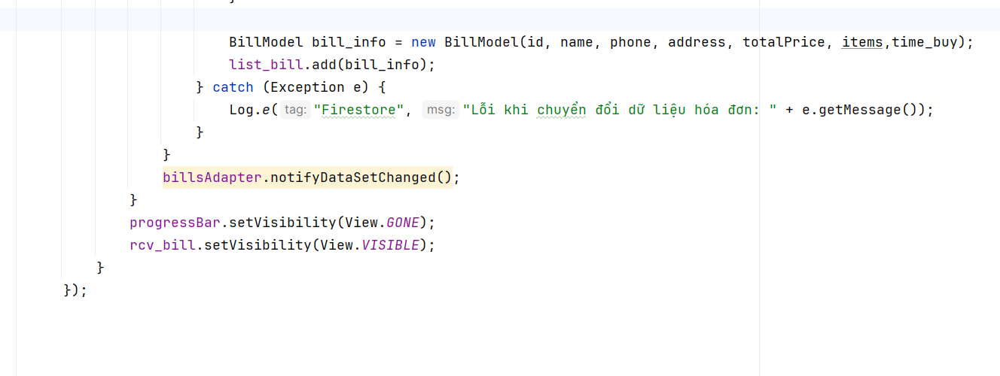 }
BillModel bill_info = new BillModel(id, name, phone, address, totalPrice, items,time_buy);
list_bill.add(bill_info);
} catch (Exception e) {
Log.e( tag: "Firestore", msg: "Lỗi khi chuyển đổi dữ liệu hóa đơn: " + e.getMessage());
}
}
billsAdapter.notifyDataSetChanged();
}
progressBar.setVisibility(View.GONE);
rcv_bill.setVisibility(View.VISIBLE);
}
});